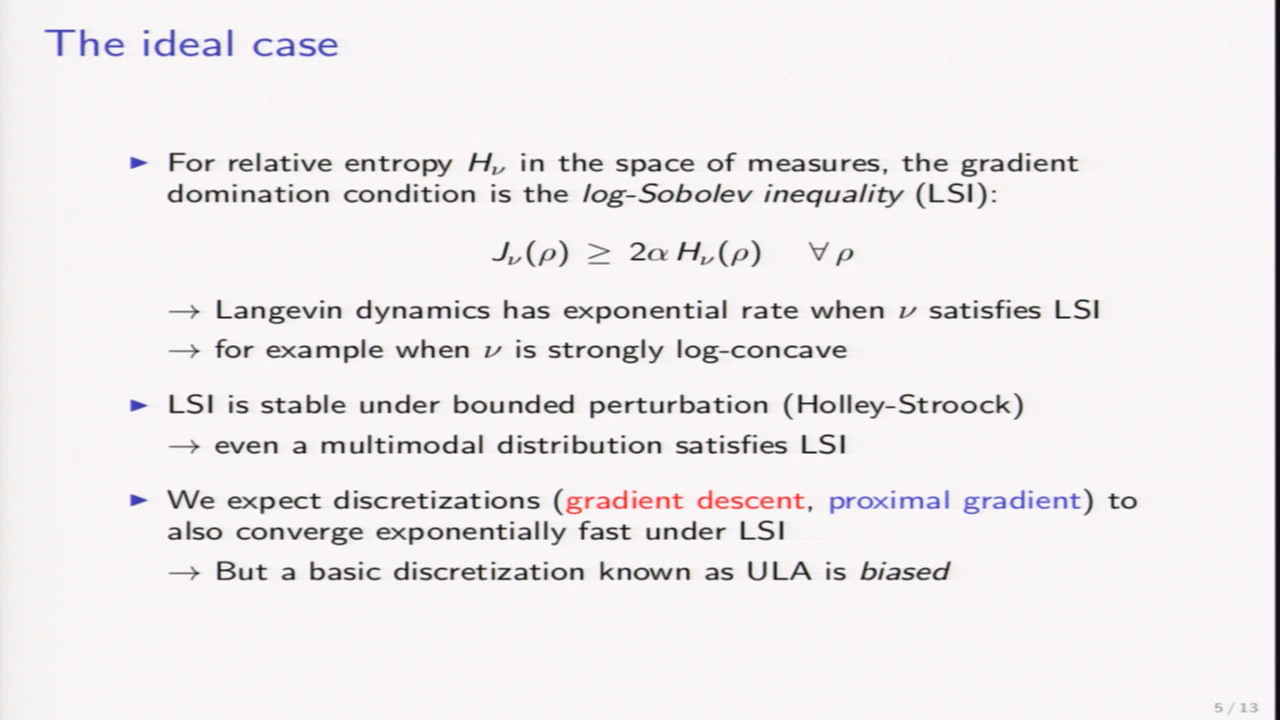 The ideal case
▶ For relative entropy Hν in the space of measures, the gradient
domination condition is the log-Sobolev inequality (LSI):
Jν(ρ) ≥ 2α Hν(ρ) ∀ ρ
→ Langevin dynamics has exponential rate when ν satisfies LSI
→ for example when ν is strongly log-concave
▶ LSI is stable under bounded perturbation (Holley-Stroock)
→ even a multimodal distribution satisfies LSI
▶ We expect discretizations (gradient descent, proximal gradient) to
also converge exponentially fast under LSI
→ But a basic discretization known as ULA is biased
5 / 13